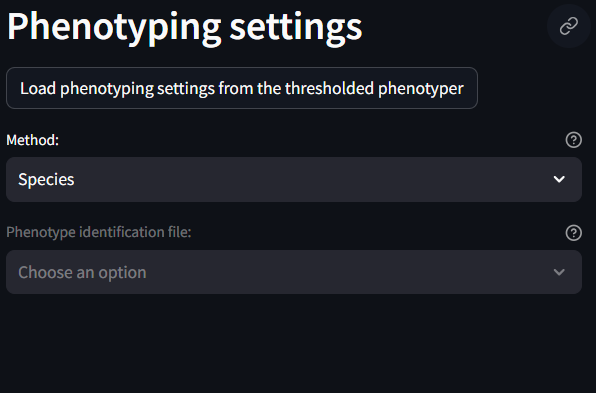 Phenotyping settings
Load phenotyping settings from the thresholded phenotyper
Method:
Species
Phenotype identification file:
Choose an option